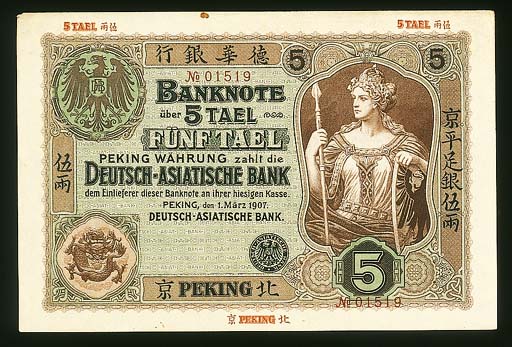 5 TAEL 兩伍
5 TAEL 兩伍
行銀華德
5
5
№ 01519
BANKNOTE
über 5 TAEL
FÜNF TAEL
PEKING WÄHRUNG zahlt die
DEUTSCH-ASIATISCHE BANK
dem Einlieferer dieser Banknote an ihrer hiesigen Kasse.
PEKING, den 1. März 1907.
DEUTSCH-ASIATISCHE BANK.
伍兩
京平足銀伍兩
5
№ 01519
京 PEKING 北
京 PEKING 北